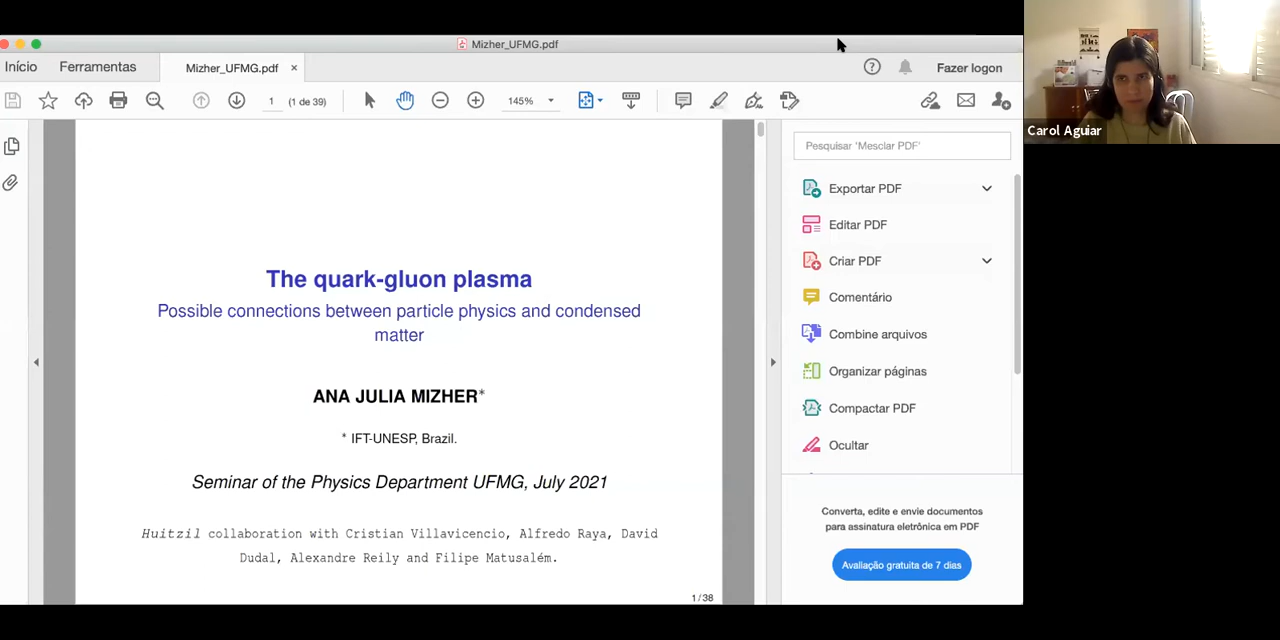 Mizher_UFMG.pdf
Início
Ferramentas
Mizher_UFMG.pdf ×
Fazer logon
1 (1 de 39)
145%
The quark-gluon plasma
Possible connections between particle physics and condensed
matter
ANA JULIA MIZHER*
* IFT-UNESP, Brazil.
Seminar of the Physics Department UFMG, July 2021
Huitzil collaboration with Cristian Villavicencio, Alfredo Raya, David
Dudal, Alexandre Reily and Filipe Matusalém.
1 / 38
Pesquisar 'Mesclar PDF'
Exportar PDF
Editar PDF
Criar PDF
Comentário
Combine arquivos
Organizar páginas
Compactar PDF
Ocultar
Converta, edite e envie documentos
para assinatura eletrônica em PDF
Avaliação gratuita de 7 dias
Carol Aguiar